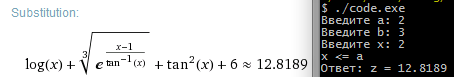 Substitution:
log(x) + ∛(e^((x-1)/(tan^(-1)(x)))) + tan²(x) + 6 ≈ 12.8189
$ ./code.exe
Введите a: 2
Введите b: 3
Введите x: 2
x <= a
Ответ: z = 12.8189